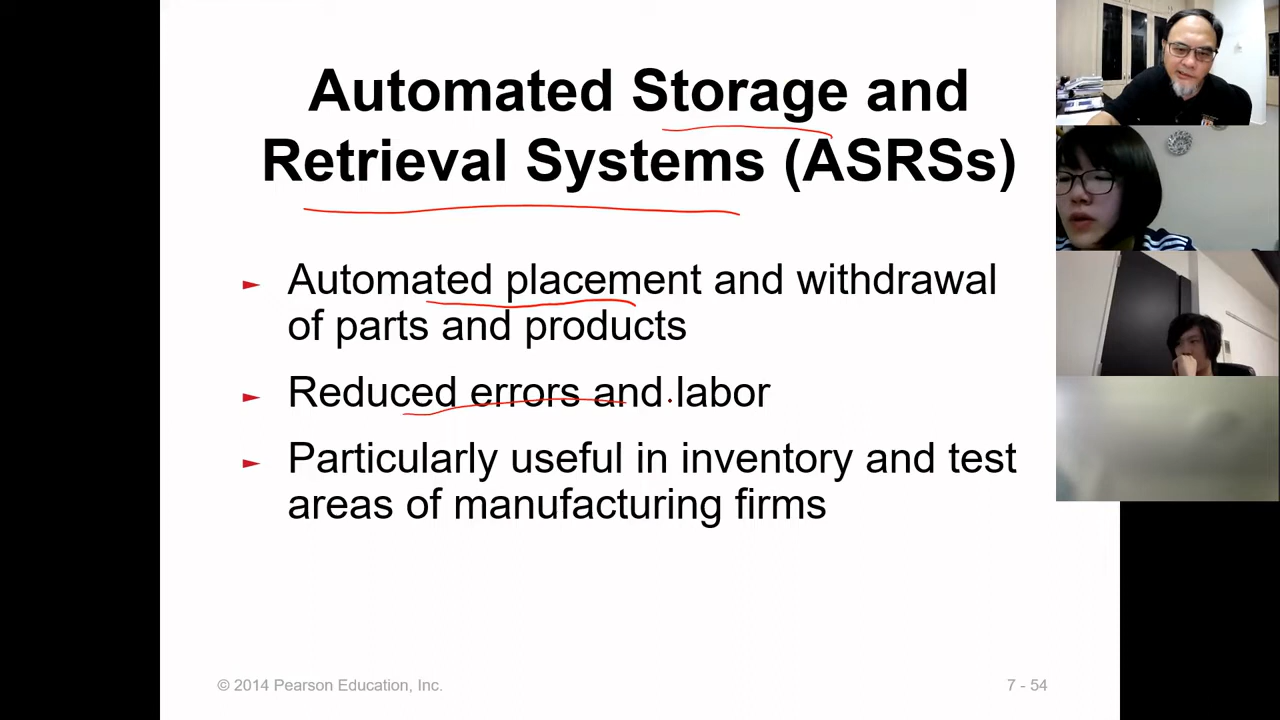 Automated Storage and
Retrieval Systems (ASRSs)
► Automated placement and withdrawal
of parts and products
► Reduced errors and labor
► Particularly useful in inventory and test
areas of manufacturing firms
© 2014 Pearson Education, Inc.
7 - 54